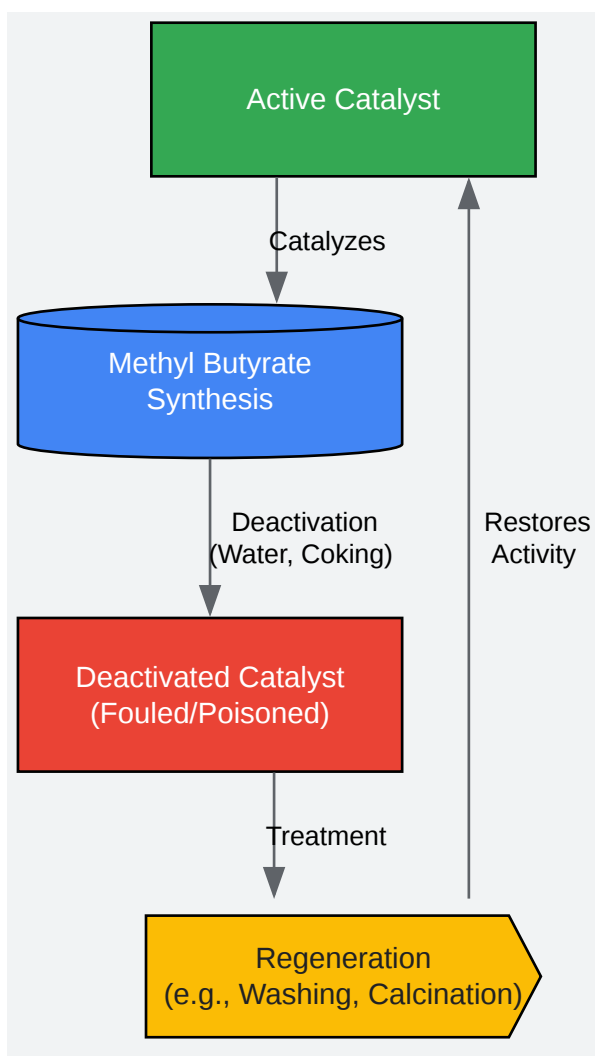 Active Catalyst
Catalyzes
Methyl Butyrate
Synthesis
Deactivation
(Water, Coking)
Restores
Activity
Deactivated Catalyst
(Fouled/Poisoned)
Treatment
Regeneration
(e.g., Washing, Calcination)